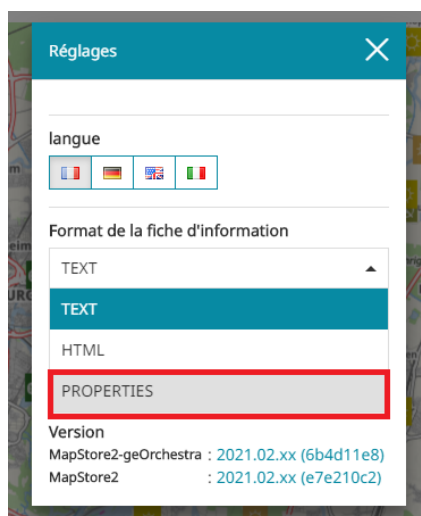 Réglages
langue
Format de la fiche d'information
TEXT
TEXT
HTML
PROPERTIES
Version
MapStore2-geOrchestra : 2021.02.xx (6b4d11e8)
MapStore2 : 2021.02.xx (e7e210c2)